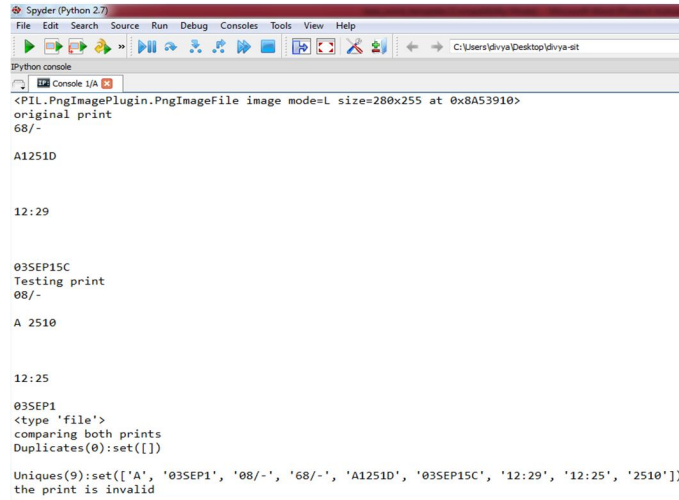 Spyder (Python 2.7)
File Edit Search Source Run Debug Consoles Tools View Help
» C:\Users\divya\Desktop\divya-sit
IPython console
IP: Console 1/A
<PIL.PngImagePlugin.PngImageFile image mode=L size=280x255 at 0x8A53910>
original print
68/-
A1251D
12:29
03SEP15C
Testing print
08/-
A 2510
12:25
03SEP1
<type 'file'>
comparing both prints
Duplicates(0):set([])
Uniques(9):set(['A', '03SEP1', '08/-', '68/-', 'A1251D', '03SEP15C', '12:29', '12:25', '2510'])
the print is invalid